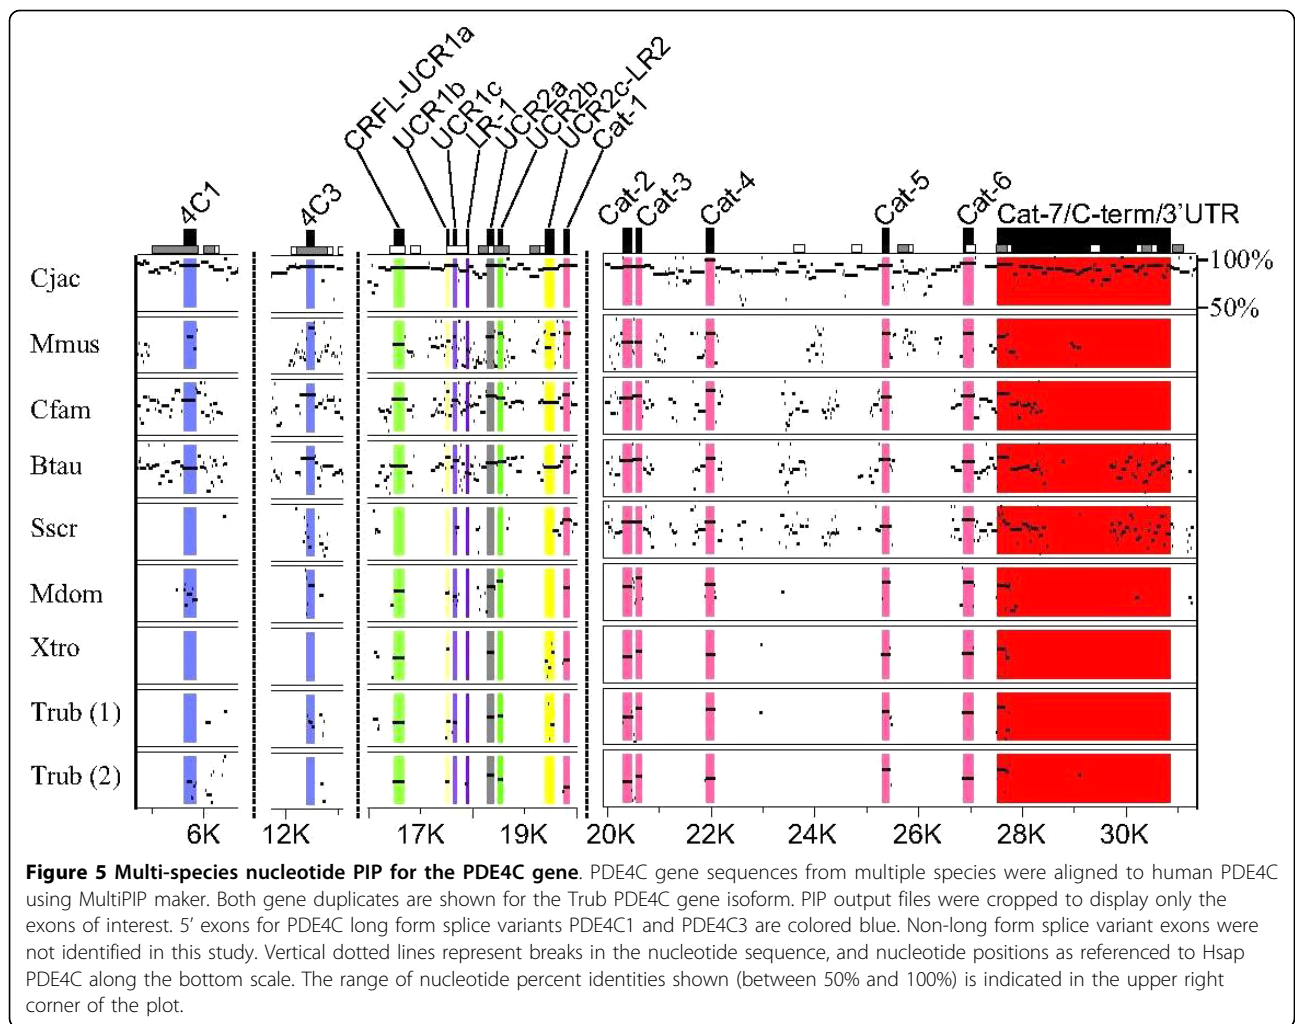 CRFL-UCR1a
UCR1b
UCR1c
LR-1
UCR2a
UCR2b
UCR2c-LR2
Cat-1
4C1
4C3
Cat-2
Cat-3
Cat-4
Cat-5
Cat-6
Cat-7/C-term/3'UTR
100%
50%
Cjac
Mmus
Cfam
Btau
Sscr
Mdom
Xtro
Trub (1)
Trub (2)
6K 12K 17K 19K 20K 22K 24K 26K 28K 30K
Figure 5 Multi-species nucleotide PIP for the PDE4C gene. PDE4C gene sequences from multiple species were aligned to human PDE4C
using MultiPIP maker. Both gene duplicates are shown for the Trub PDE4C gene isoform. PIP output files were cropped to display only the
exons of interest. 5’ exons for PDE4C long form splice variants PDE4C1 and PDE4C3 are colored blue. Non-long form splice variant exons were
not identified in this study. Vertical dotted lines represent breaks in the nucleotide sequence, and nucleotide positions as referenced to Hsap
PDE4C along the bottom scale. The range of nucleotide percent identities shown (between 50% and 100%) is indicated in the upper right
corner of the plot.